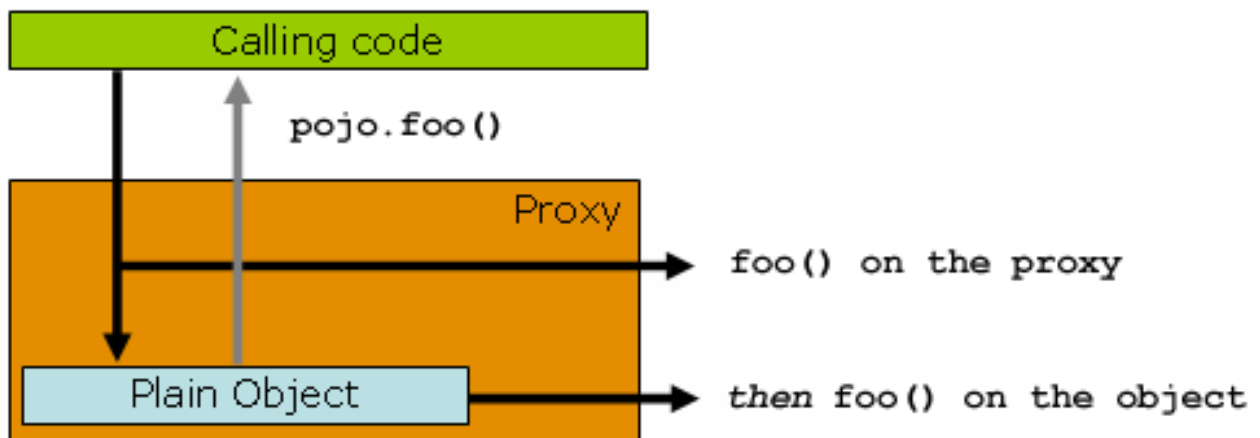 Calling code
pojo.foo()
Proxy
foo() on the proxy
Plain Object
then foo() on the object